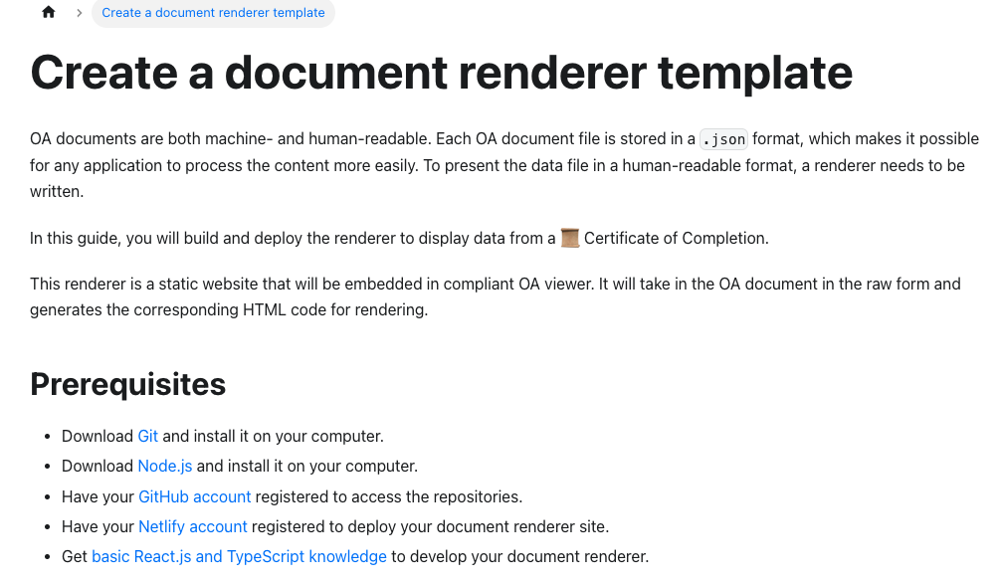 Create a document renderer template
Create a document renderer template
OA documents are both machine- and human-readable. Each OA document file is stored in a .json format, which makes it possible
for any application to process the content more easily. To present the data file in a human-readable format, a renderer needs to be
written.
In this guide, you will build and deploy the renderer to display data from a 📜 Certificate of Completion.
This renderer is a static website that will be embedded in compliant OA viewer. It will take in the OA document in the raw form and
generates the corresponding HTML code for rendering.
Prerequisites
• Download Git and install it on your computer.
• Download Node.js and install it on your computer.
• Have your GitHub account registered to access the repositories.
• Have your Netlify account registered to deploy your document renderer site.
• Get basic React.js and TypeScript knowledge to develop your document renderer.